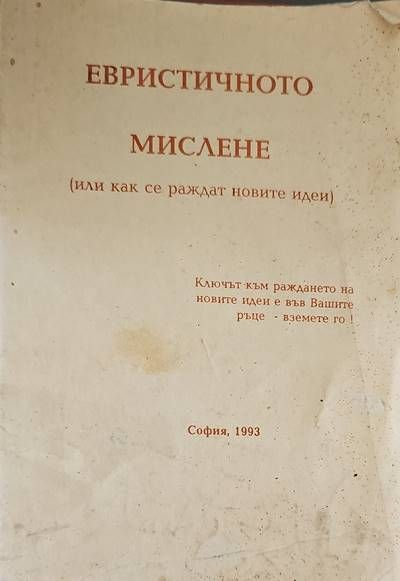 ЕВРИСТИЧНОТО
МИСЛЕНЕ
(или как се раждат новите идеи)
Ключът към раждането на
новите идеи е във Вашите
ръце - вземете го !
София, 1993